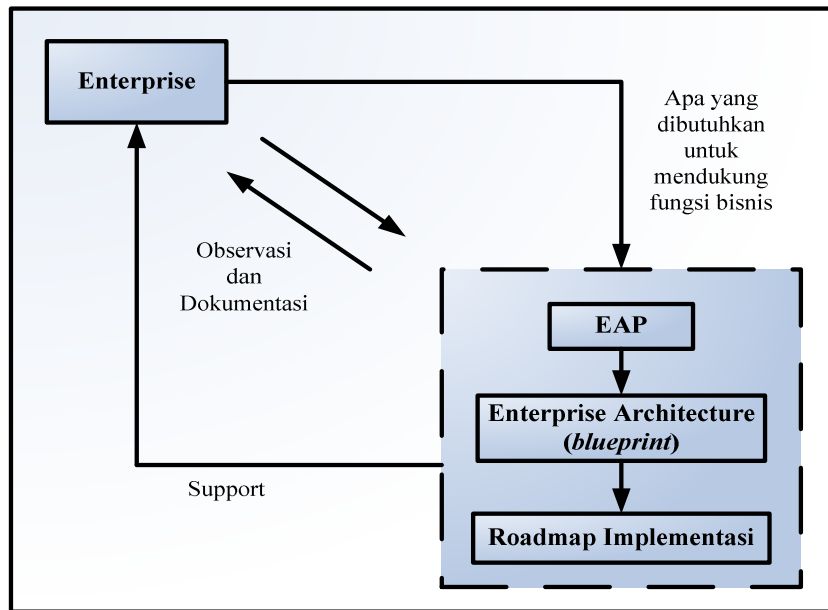 Enterprise
Apa yang
dibutuhkan
untuk
mendukung
fungsi bisnis
Observasi
dan
Dokumentasi
EAP
Enterprise Architecture
(blueprint)
Support
Roadmap Implementasi